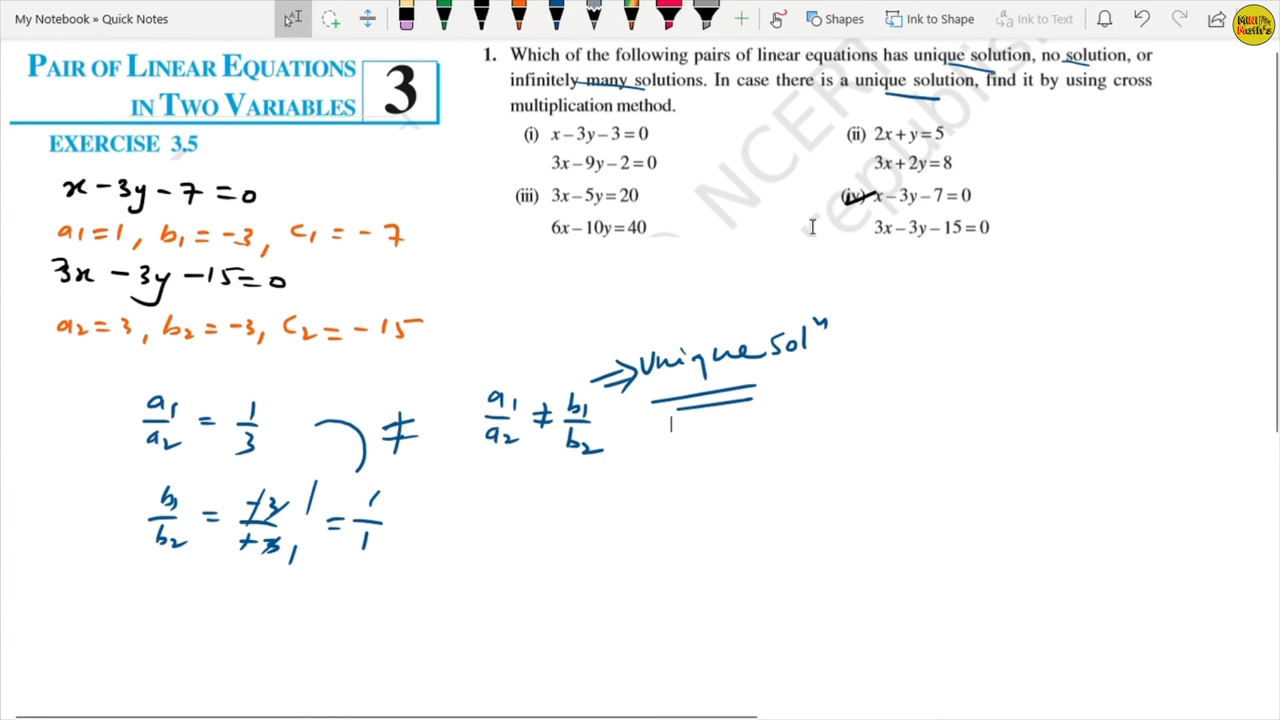 My Notebook » Quick Notes
Shapes
Ink to Shape
Ink to Text
PAIR OF LINEAR EQUATIONS
IN TWO VARIABLES
3
EXERCISE 3.5
1. Which of the following pairs of linear equations has unique solution, no solution, or
infinitely many solutions. In case there is a unique solution, find it by using cross
multiplication method.
(i) x – 3y – 3 = 0
3x – 9y – 2 = 0
(ii) 2x + y = 5
3x + 2y = 8
(iii) 3x – 5y = 20
6x – 10y = 40
(iv) x – 3y – 7 = 0
3x – 3y – 15 = 0
NCERT
republis
x - 3y - 7 = 0
a1 = 1, b1 = -3, c1 = -7
3x - 3y - 15 = 0
a2 = 3, b2 = -3, c2 = -15
a1/a2 = 1/3 ≠
a1/a2 ≠ b1/b2 ⇒ Unique Solⁿ
b1/b2 = -3/-3 = 1/1